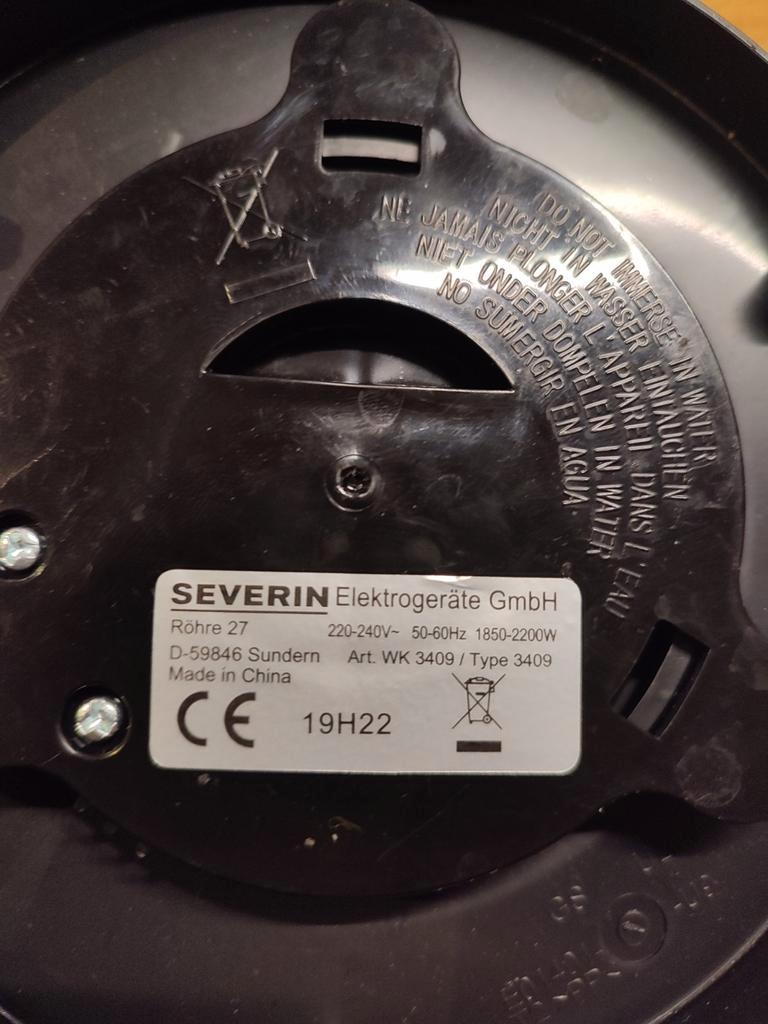 DO NOT IMMERSE IN WATER
NICHT IN WASSER EINTAUCHEN
NE JAMAIS PLONGER L'APPAREIL DANS L'EAU
NIET ONDER DOMPELEN IN WATER
NO SUMERGIR EN AGUA
SEVERIN Elektrogeräte GmbH
Röhre 27 220-240V~ 50-60Hz 1850-2200W
D-59846 Sundern Art. WK 3409 / Type 3409
Made in China
CE 19H22